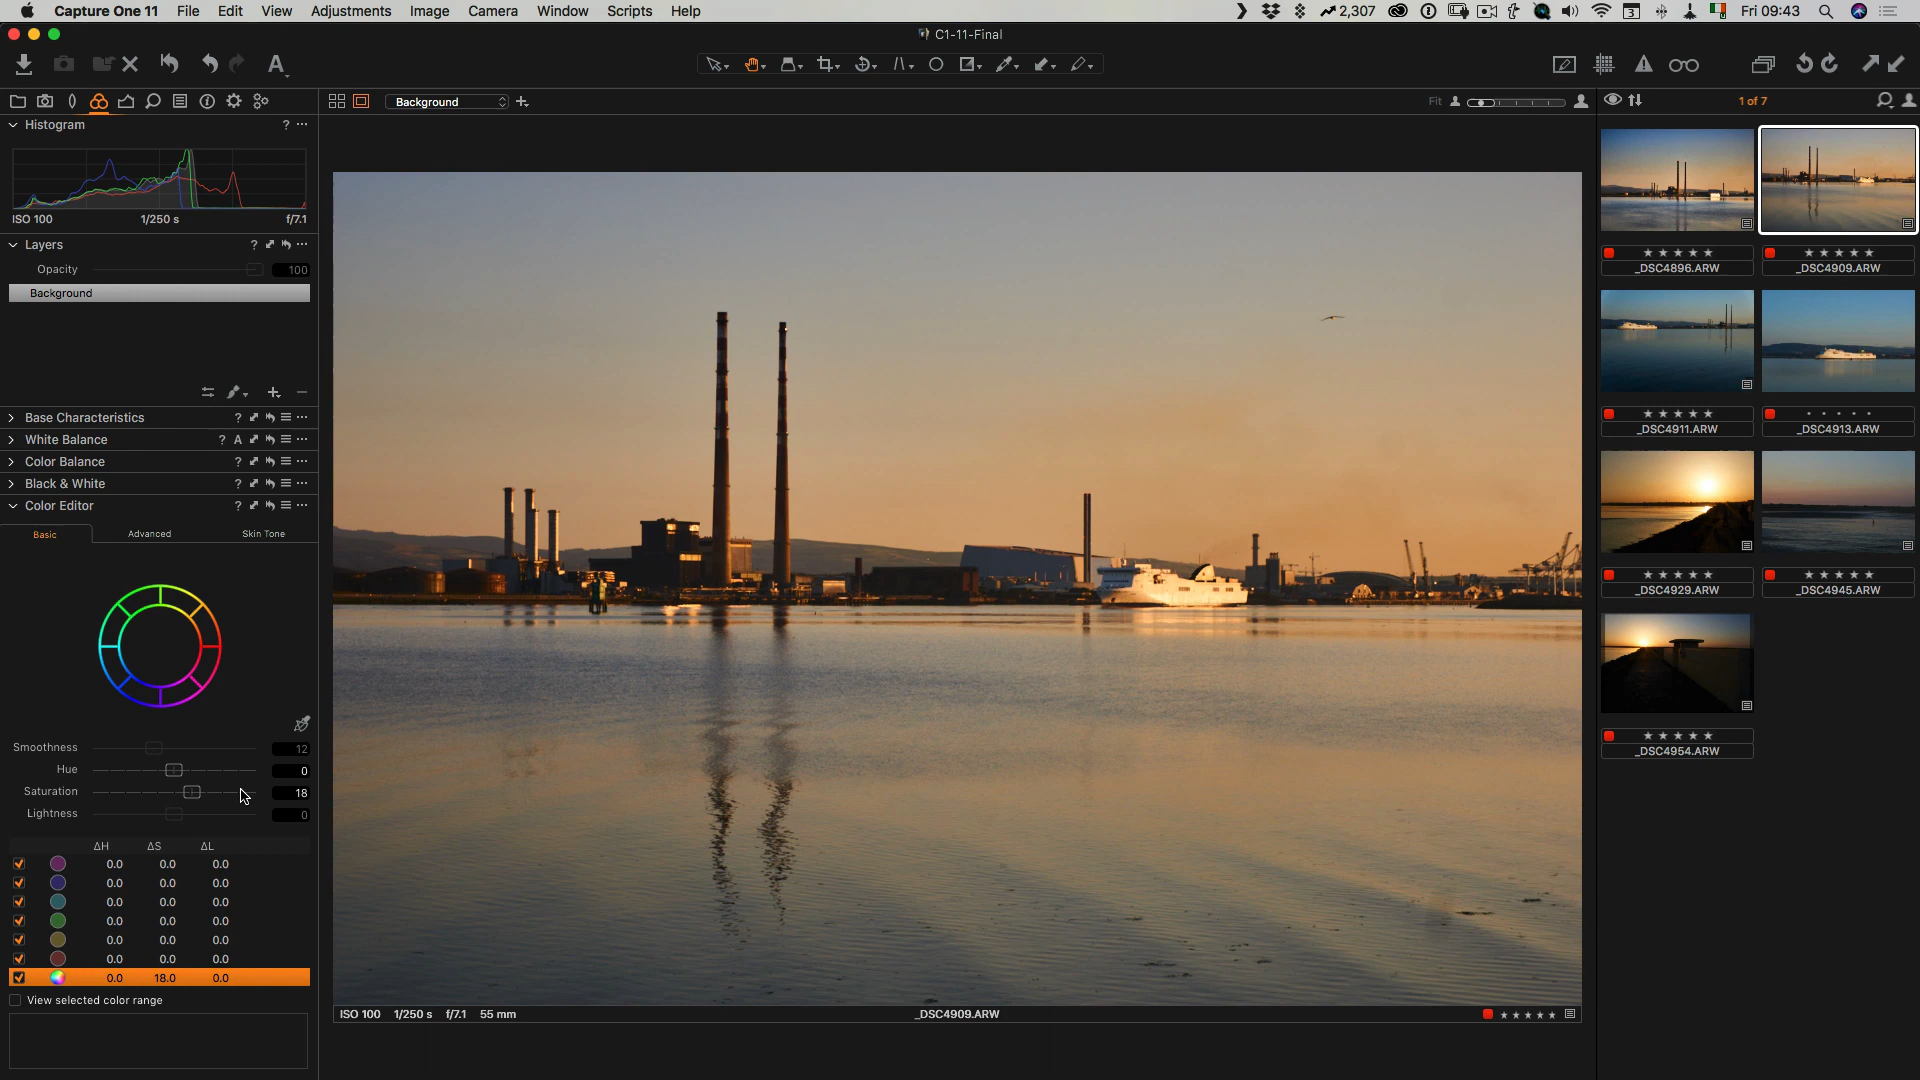 Capture One 11 File Edit View Adjustments Image Camera Window Scripts Help 2,307 3 Fri 09:43
C1-11-Final
Background Fit 1 of 7
Histogram ?
ISO 100 1/250 s f/7.1
Layers ?
Opacity 100
Background
Base Characteristics ?
White Balance ? A
Color Balance ?
Black & White ?
Color Editor ?
Basic Advanced Skin Tone
Smoothness 12
Hue 0
Saturation 18
Lightness 0
ΔH ΔS ΔL
0.0 0.0 0.0
0.0 0.0 0.0
0.0 0.0 0.0
0.0 0.0 0.0
0.0 0.0 0.0
0.0 0.0 0.0
0.0 18.0 0.0
View selected color range
ISO 100 1/250 s f/7.1 55 mm _DSC4909.ARW
_DSC4896.ARW _DSC4909.ARW
_DSC4911.ARW _DSC4913.ARW
_DSC4929.ARW _DSC4945.ARW
_DSC4954.ARW